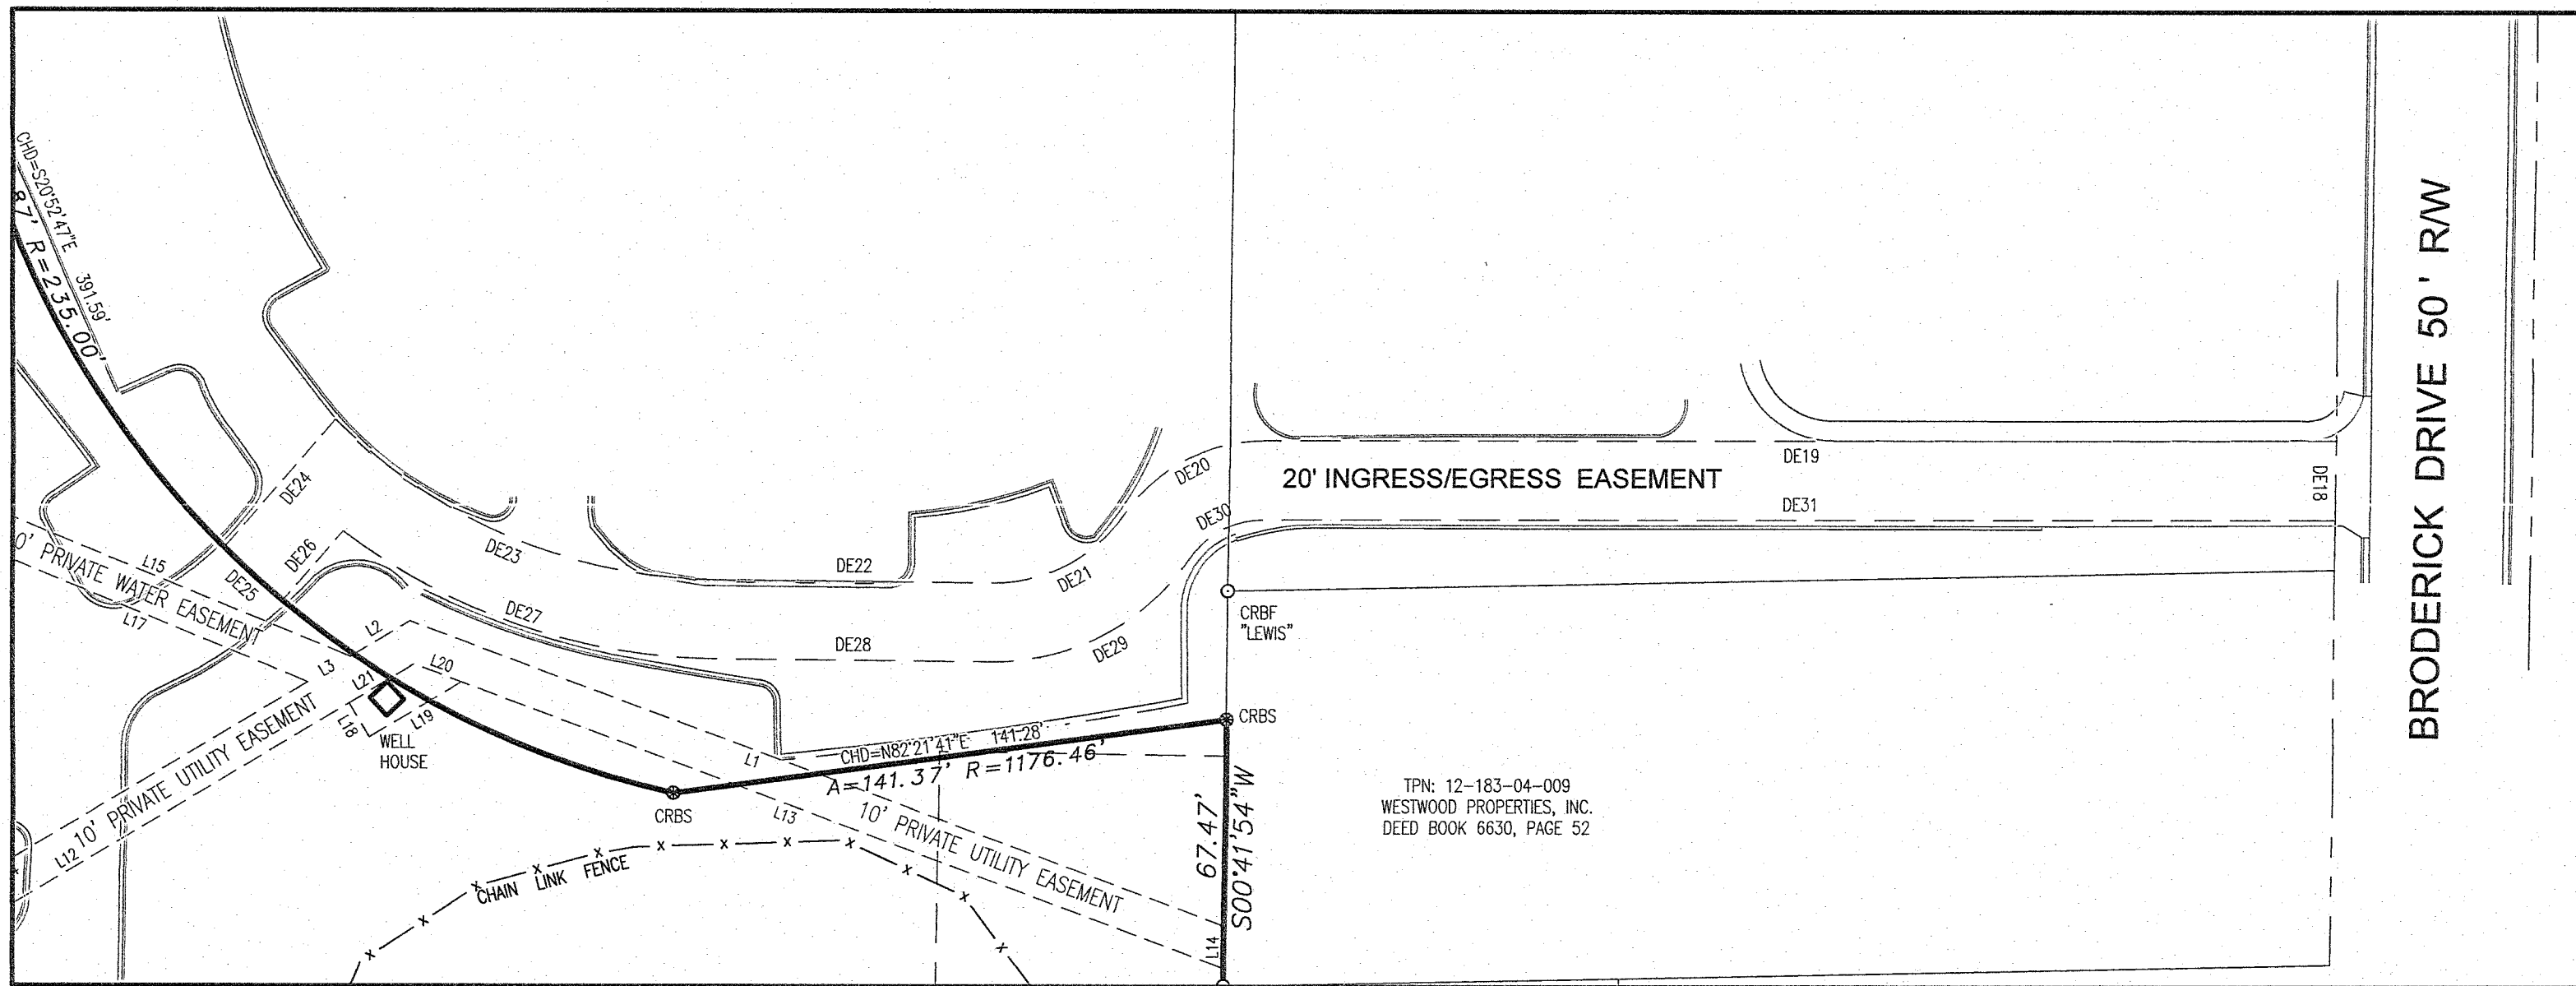 CHD=S20°52'47"E 391.59'
87' R=235.00'
BRODERICK DRIVE 50' R/W
DE24
DE20
DE19
20' INGRESS/EGRESS EASEMENT
DE18
DE30
DE31
DE23
DE26
DE22
DE21
L15
0' PRIVATE WATER EASEMENT
DE25
L17
DE27
DE28
DE29
CRBF
"LEWIS"
L2
L3
L20
L21
L19
L18
WELL
HOUSE
CRBS
L1
CHD=N82°21'41"E 141.28'
A=141.37' R=1176.46'
CRBS
L13
10' PRIVATE UTILITY EASEMENT
67.47'
S00°41'54"W
L14
TPN: 12-183-04-009
WESTWOOD PROPERTIES, INC.
DEED BOOK 6630, PAGE 52
10' PRIVATE UTILITY EASEMENT
L12
x CHAIN LINK FENCE